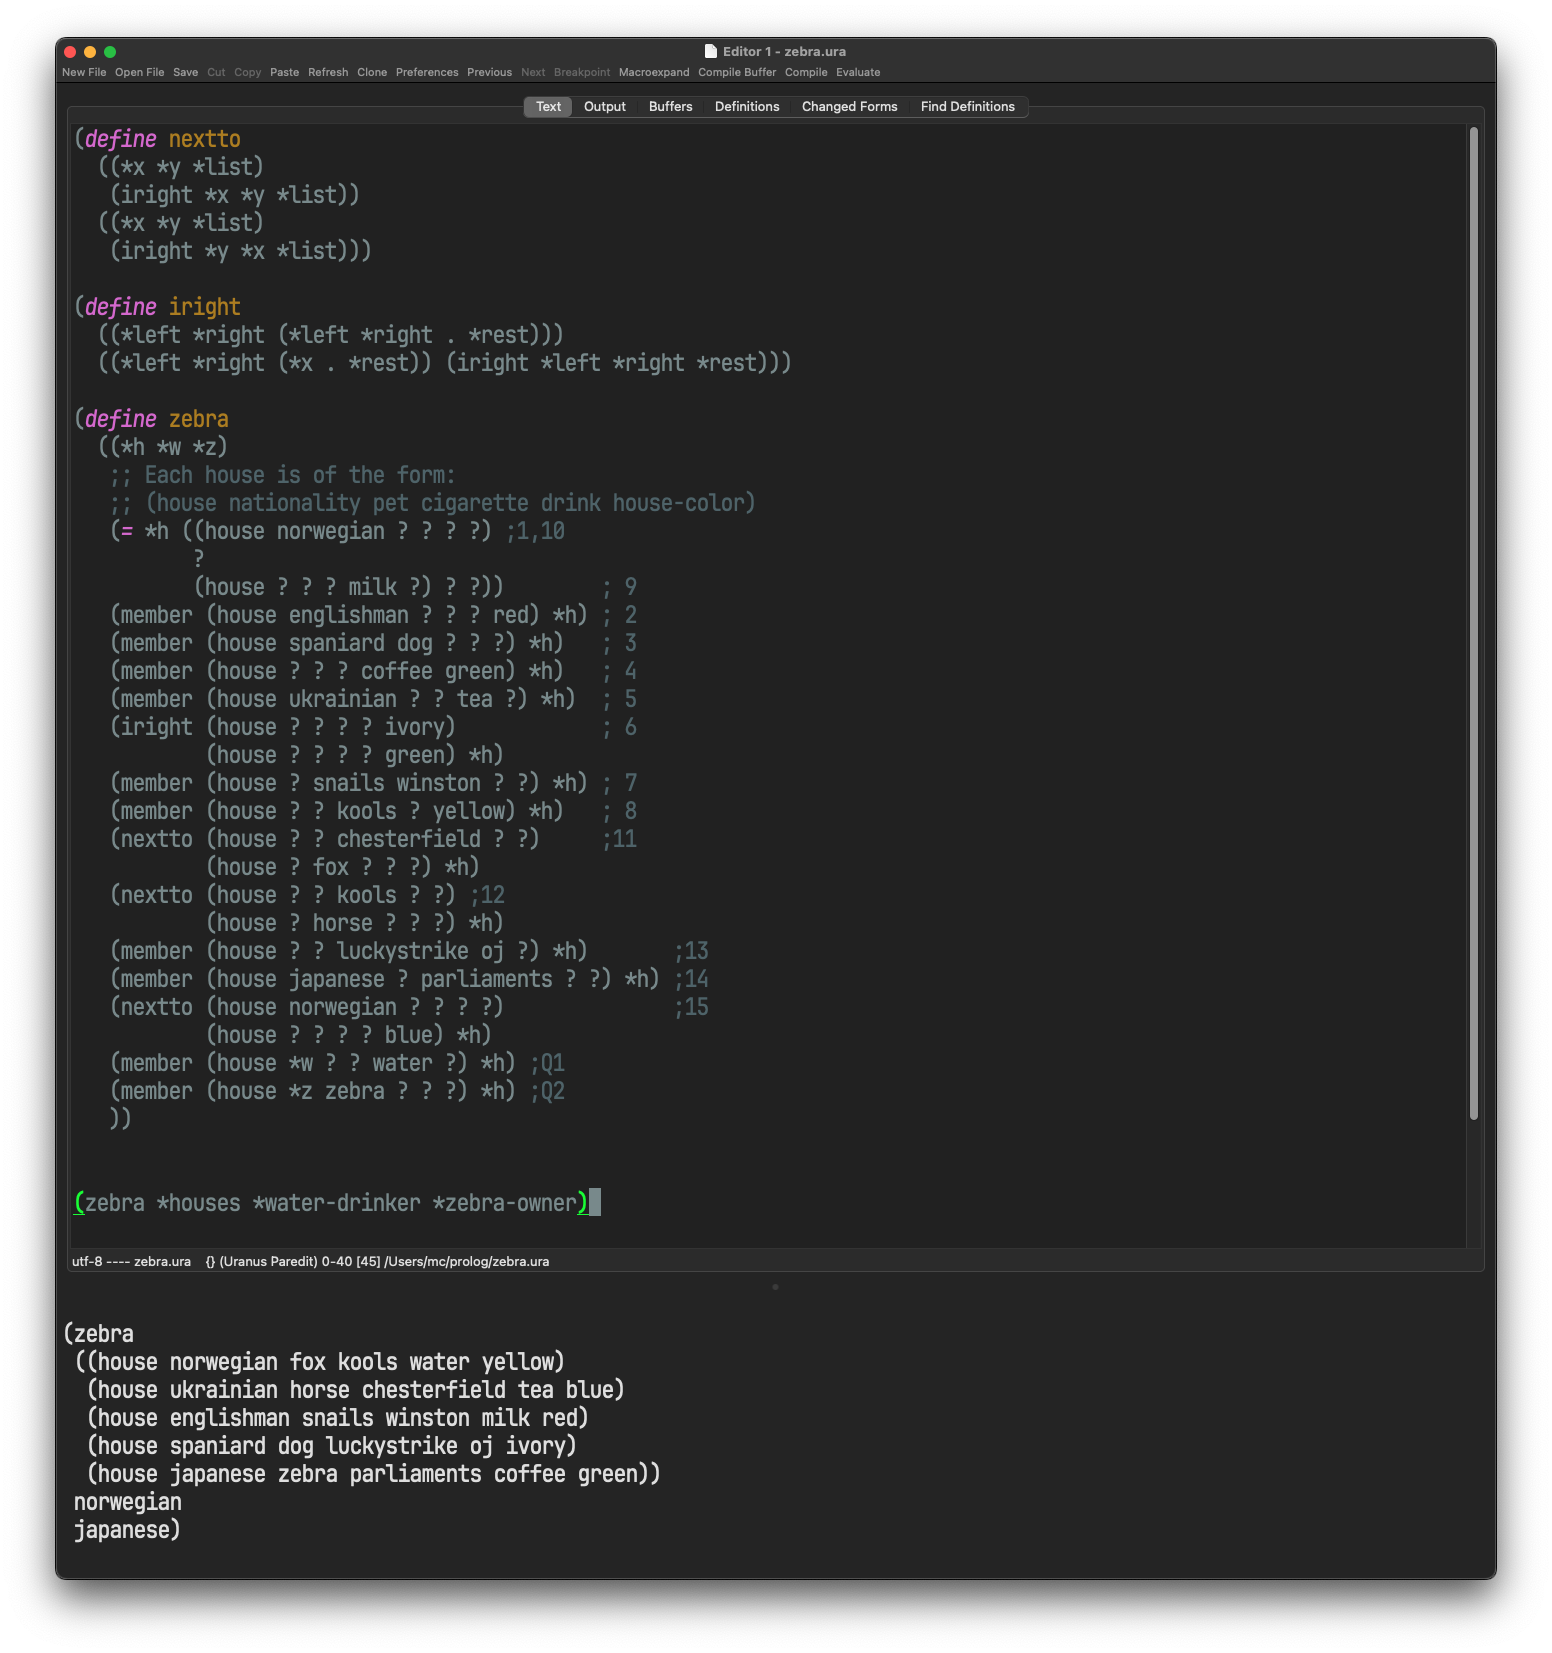 Editor 1 - zebra.ura
New File Open File Save Cut Copy Paste Refresh Clone Preferences Previous Next Breakpoint Macroexpand Compile Buffer Compile Evaluate
Text Output Buffers Definitions Changed Forms Find Definitions
(define nextto
  ((*x *y *list)
   (iright *x *y *list))
  ((*x *y *list)
   (iright *y *x *list)))
(define iright
  ((*left *right (*left *right . *rest)))
  ((*left *right (*x . *rest)) (iright *left *right *rest)))
(define zebra
  ((*h *w *z)
   ;; Each house is of the form:
   ;; (house nationality pet cigarette drink house-color)
   (= *h ((house norwegian ? ? ? ?) ;1,10
          ?
          (house ? ? ? milk ?) ? ?))        ; 9
   (member (house englishman ? ? ? red) *h) ; 2
   (member (house spaniard dog ? ? ?) *h)   ; 3
   (member (house ? ? ? coffee green) *h)   ; 4
   (member (house ukrainian ? ? tea ?) *h)  ; 5
   (iright (house ? ? ? ? ivory)            ; 6
           (house ? ? ? ? green) *h)
   (member (house ? snails winston ? ?) *h) ; 7
   (member (house ? ? kools ? yellow) *h)   ; 8
   (nextto (house ? ? chesterfield ? ?)     ;11
           (house ? fox ? ? ?) *h)
   (nextto (house ? ? kools ? ?) ;12
           (house ? horse ? ? ?) *h)
   (member (house ? ? luckystrike oj ?) *h)       ;13
   (member (house japanese ? parliaments ? ?) *h) ;14
   (nextto (house norwegian ? ? ? ?)              ;15
           (house ? ? ? ? blue) *h)
   (member (house *w ? ? water ?) *h) ;Q1
   (member (house *z zebra ? ? ?) *h) ;Q2
   ))
(zebra *houses *water-drinker *zebra-owner)
utf-8 ---- zebra.ura {} (Uranus Paredit) 0-40 [45] /Users/mc/prolog/zebra.ura
(zebra
 ((house norwegian fox kools water yellow)
  (house ukrainian horse chesterfield tea blue)
  (house englishman snails winston milk red)
  (house spaniard dog luckystrike oj ivory)
  (house japanese zebra parliaments coffee green))
 norwegian
 japanese)